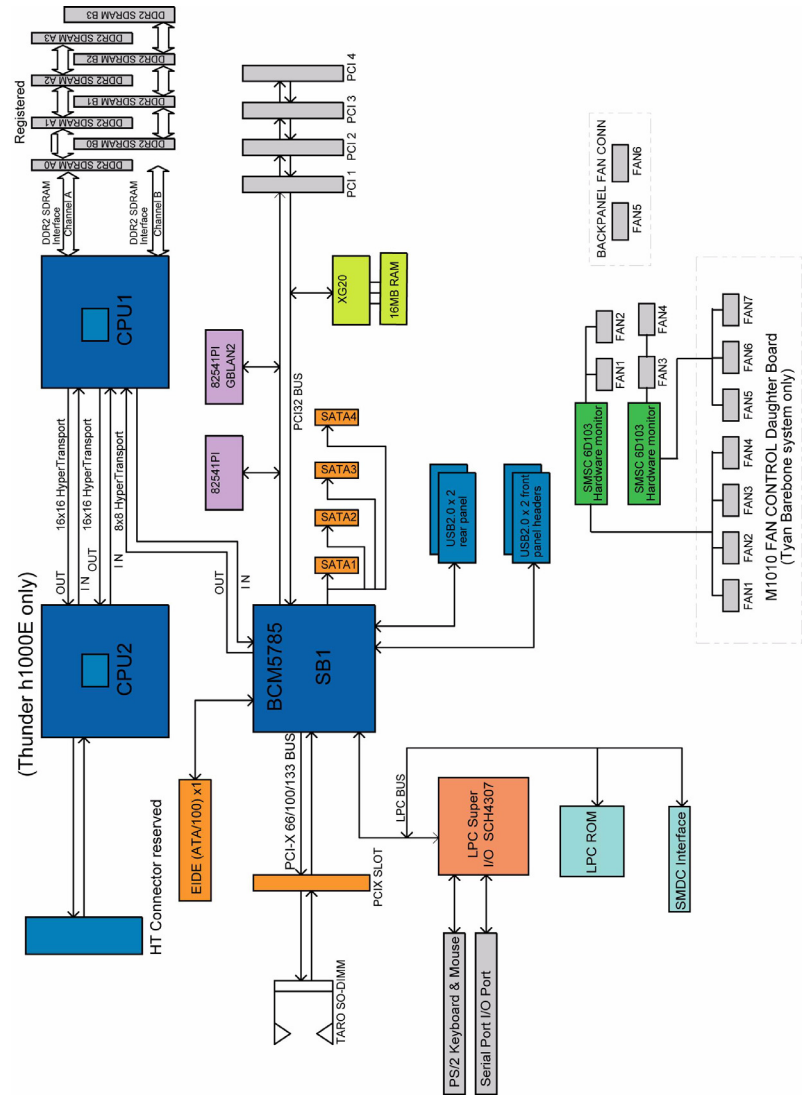 HT Connector reserved
(Thunder h1000E only)
CPU2
OUT
16x16 HyperTransport
IN
16x16 HyperTransport
OUT
IN
8x8 HyperTransport
CPU1
DDR2 SDRAM
Interface
Channel A
DDR2 SDRAM
Interface
Channel B
Registered
DDR2 SDRAM A0
DDR2 SDRAM B0
DDR2 SDRAM A1
DDR2 SDRAM B1
DDR2 SDRAM A2
DDR2 SDRAM B2
DDR2 SDRAM A3
DDR2 SDRAM B3
EIDE (ATA/100) x1
OUT
IN
82541PI
82541PI
GBLAN2
TARO SO-DIMM
PCIX SLOT
PCI-X 66/100/133 BUS
BCM5785
SB1
PCI32 BUS
PCI 1
PCI 2
PCI 3
PCI 4
SATA1
SATA2
SATA3
SATA4
XG20
16MB RAM
LPC BUS
USB2.0 x 2
rear panel
USB2.0 x 2 front
panel headers
PS/2 Keyboard & Mouse
Serial Port I/O Port
LPC Super
I/O SCH4307
LPC ROM
SMDC Interface
SMSC 6D103
Hardware monitor
SMSC 6D103
Hardware monitor
FAN1
FAN2
FAN3
FAN4
BACKPANEL FAN CONN
FAN5
FAN6
FAN1
FAN2
FAN3
FAN4
FAN5
FAN6
FAN7
M1010 FAN CONTROL Daughter Board
(Tyan Barebone system only)